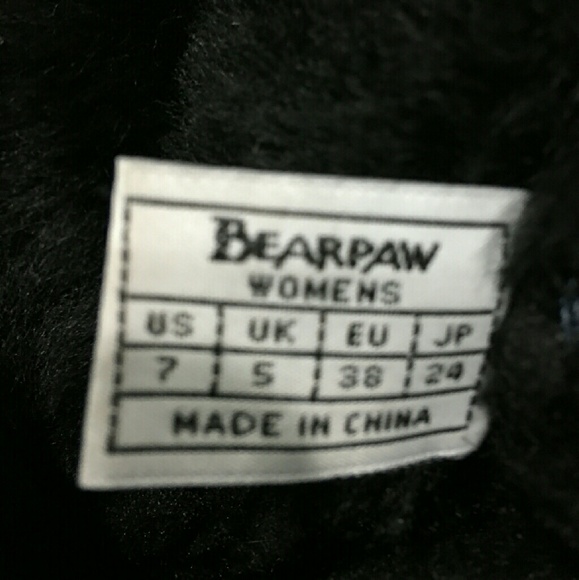 BEARPAW
WOMENS
US UK EU JP
7 5 38 24
MADE IN CHINA